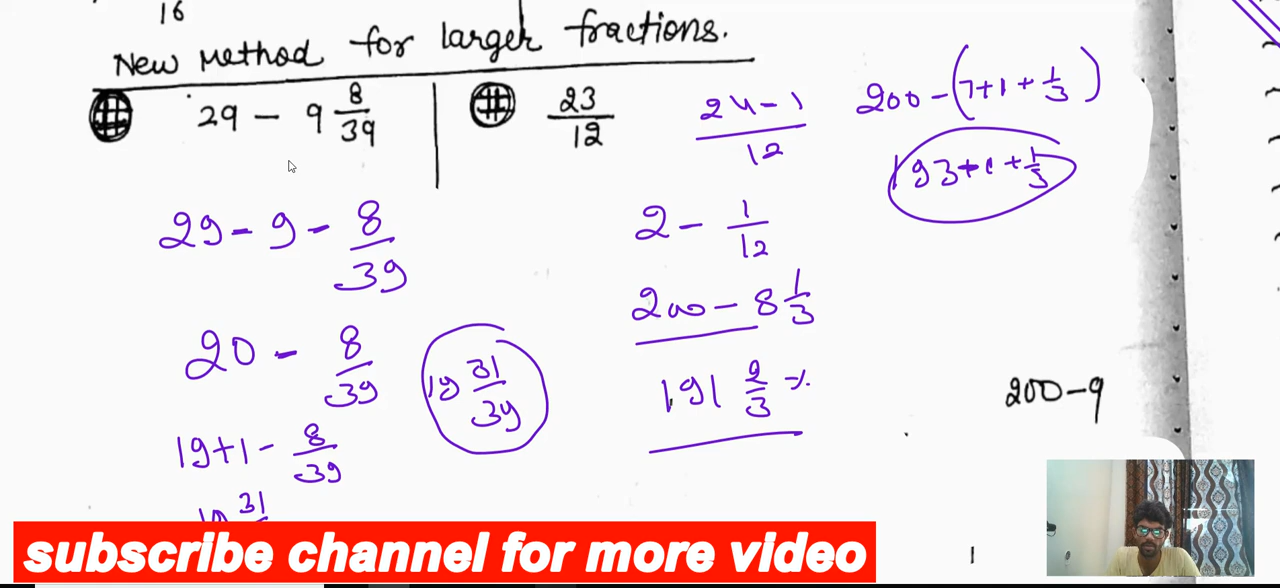 16
New Method for larger fractions.
29 - 9 8/39
29 - 9 - 8/39
20 - 8/39
19+1 - 8/39
31
19 31/39
23/12
24-1/12
2 - 1/12
200 - 8 1/3
191 2/3 %
200 - (7+1+1/3)
193+1+1/3
200-9
1
subscribe channel for more video